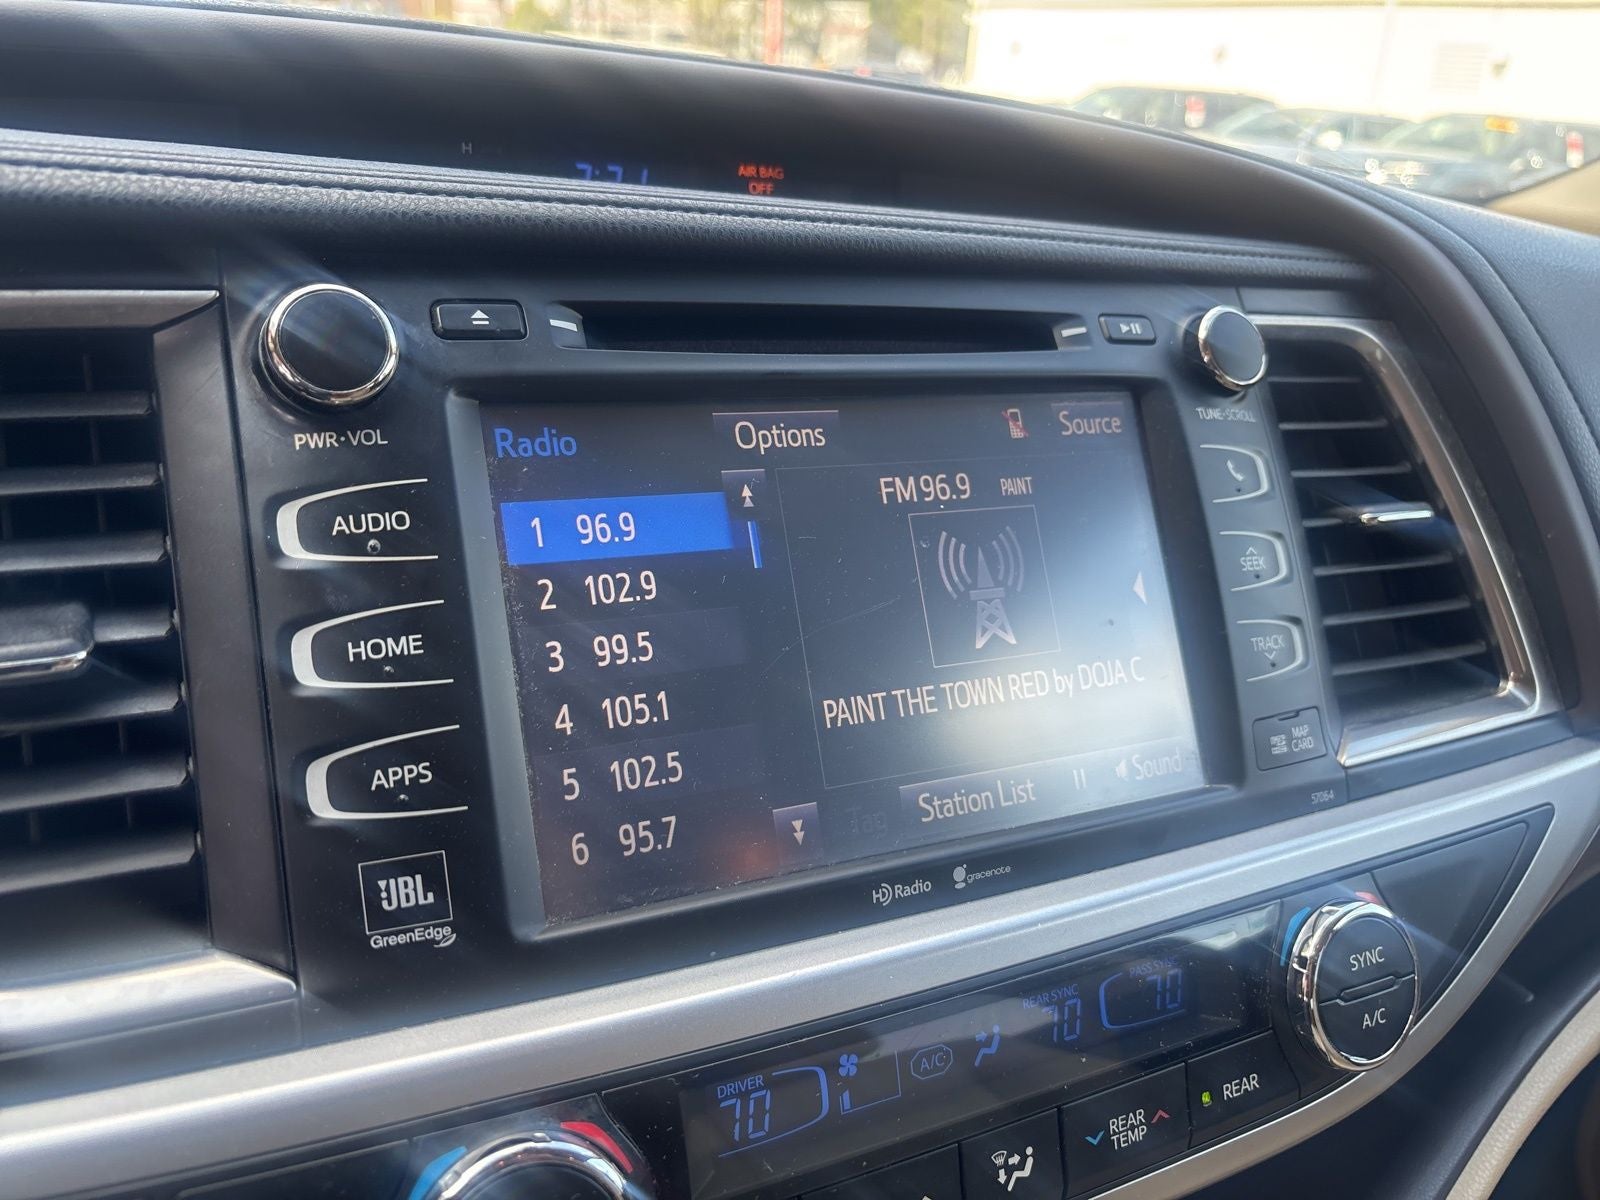 H
AIR BAG
OFF
PWR•VOL
TUNE•SCROLL
Radio
Options
Source
FM 96.9 PAINT
1 96.9
2 102.9
3 99.5
4 105.1
5 102.5
6 95.7
PAINT THE TOWN RED by DOJA C
Tag
Station List
Sound
AUDIO
HOME
APPS
SEEK
TRACK
MAP
CARD
57064
JBL
GreenEdge
HD Radio
gracenote
SYNC
A/C
DRIVER
70
A/C
REAR SYNC
70
PASS SYNC
70
REAR
TEMP
REAR